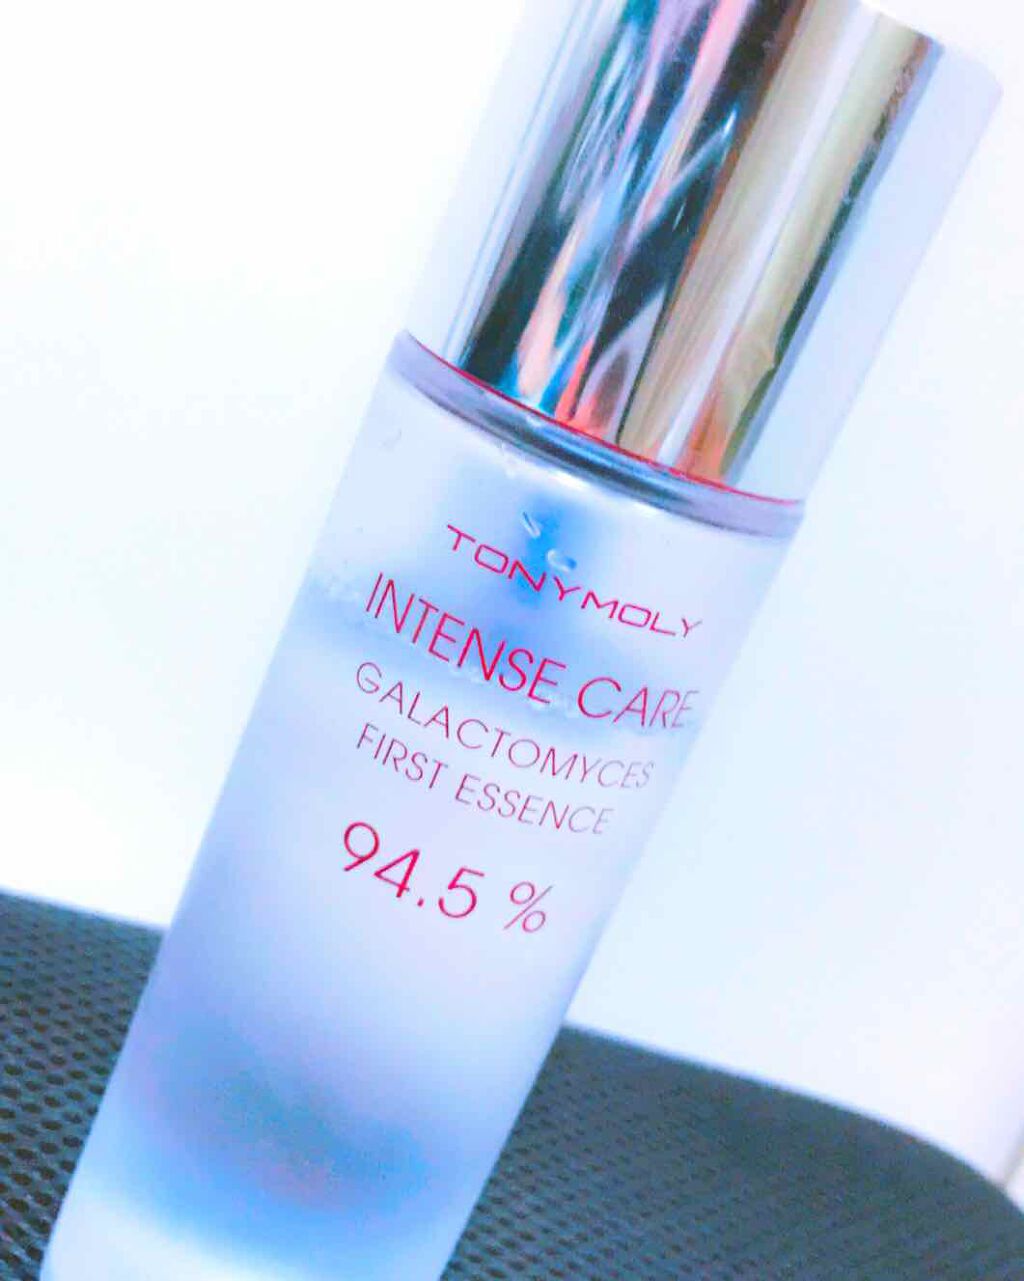 TONYMOLY
INTENSE CARE
GALACTOMYCES
FIRST ESSENCE
94.5 %